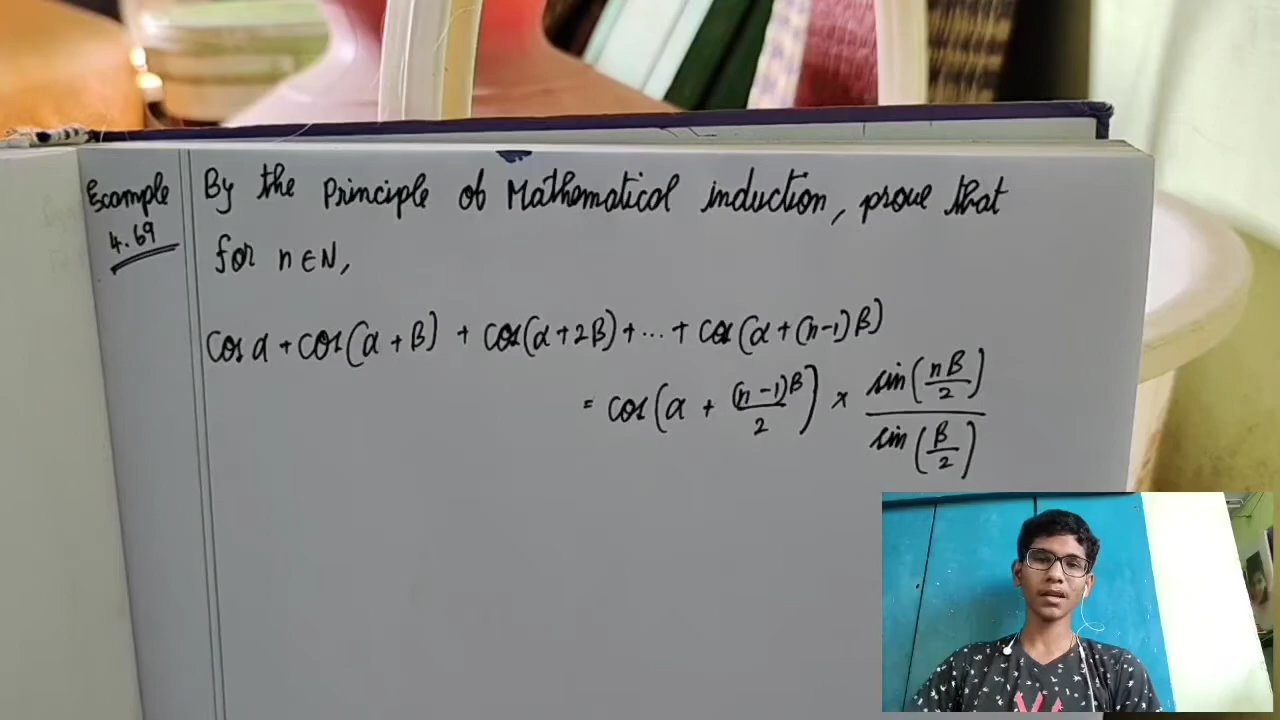 Example
4.69
By the Principle of Mathematical induction, prove that
for n ∈ N,
cos α + cos(α + β) + cos(α + 2β) + ... + cos(α + (n-1)β)
= cos(α + (n-1)β/2) × sin(nβ/2) / sin(β/2)